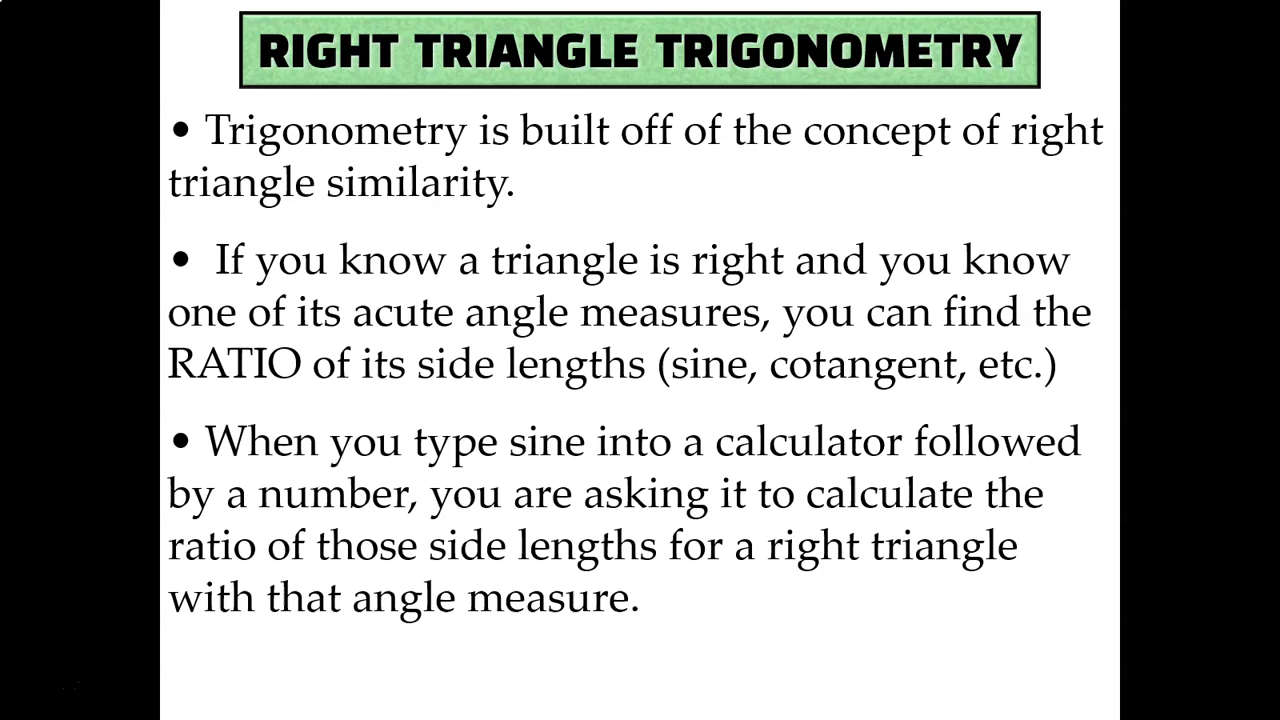 RIGHT TRIANGLE TRIGONOMETRY
• Trigonometry is built off of the concept of right
triangle similarity.
• If you know a triangle is right and you know
one of its acute angle measures, you can find the
RATIO of its side lengths (sine, cotangent, etc.)
• When you type sine into a calculator followed
by a number, you are asking it to calculate the
ratio of those side lengths for a right triangle
with that angle measure.